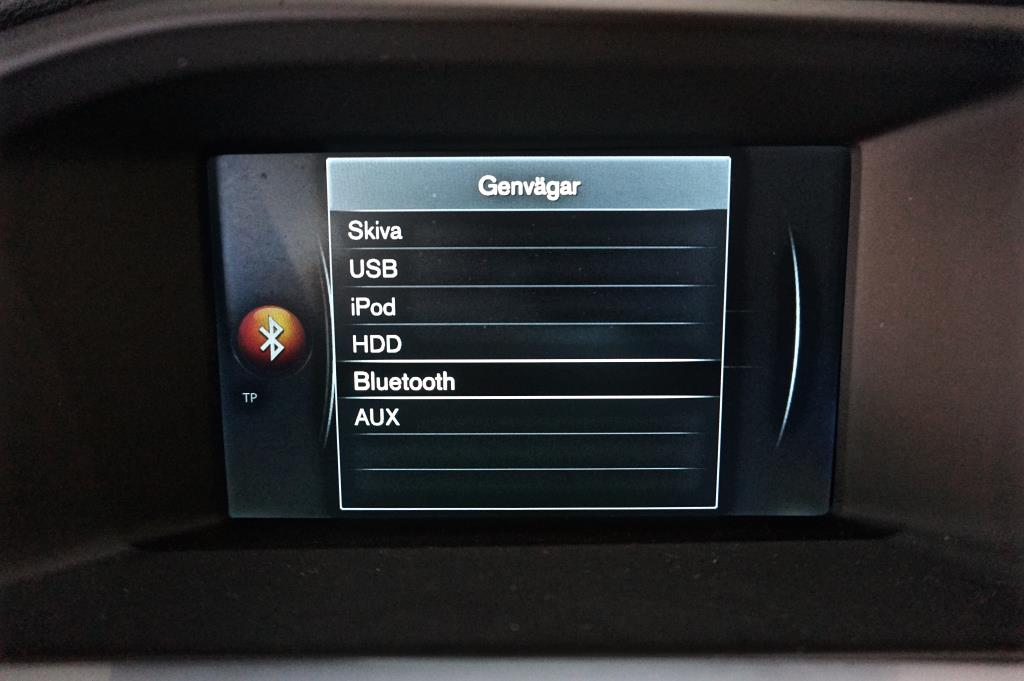 Genvägar
Skiva
USB
iPod
HDD
Bluetooth
TP
AUX